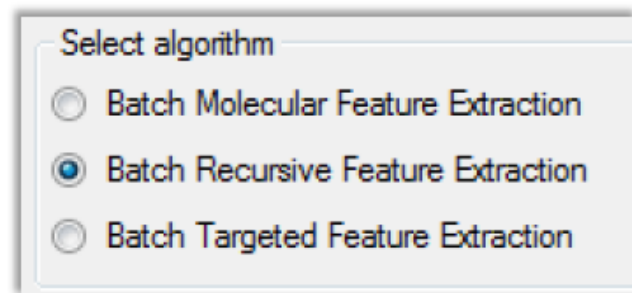 Select algorithm
Batch Molecular Feature Extraction
Batch Recursive Feature Extraction
Batch Targeted Feature Extraction